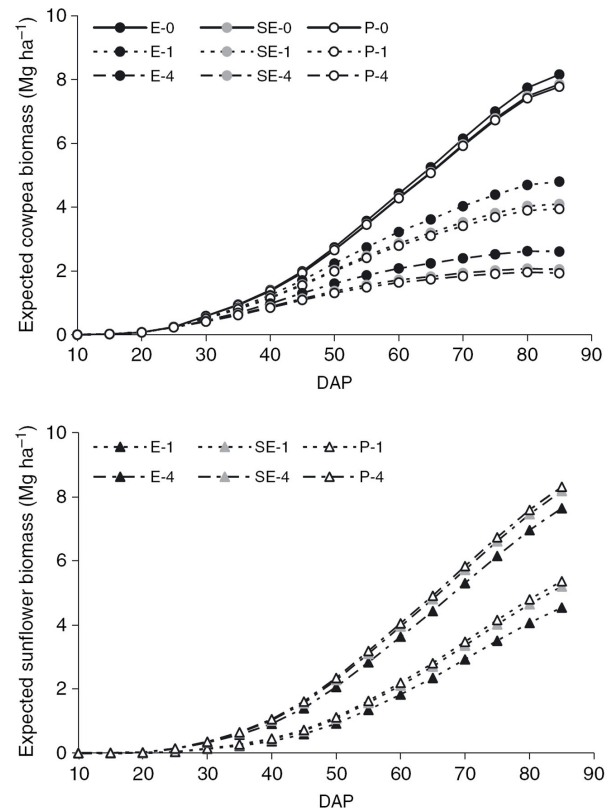 Expected cowpea biomass (Mg ha⁻¹)
E-0 SE-0 P-0
E-1 SE-1 P-1
E-4 SE-4 P-4
10
8
6
4
2
0
10 20 30 40 50 60 70 80 90
DAP
Expected sunflower biomass (Mg ha⁻¹)
E-1 SE-1 P-1
E-4 SE-4 P-4
10
8
6
4
2
0
10 20 30 40 50 60 70 80 90
DAP